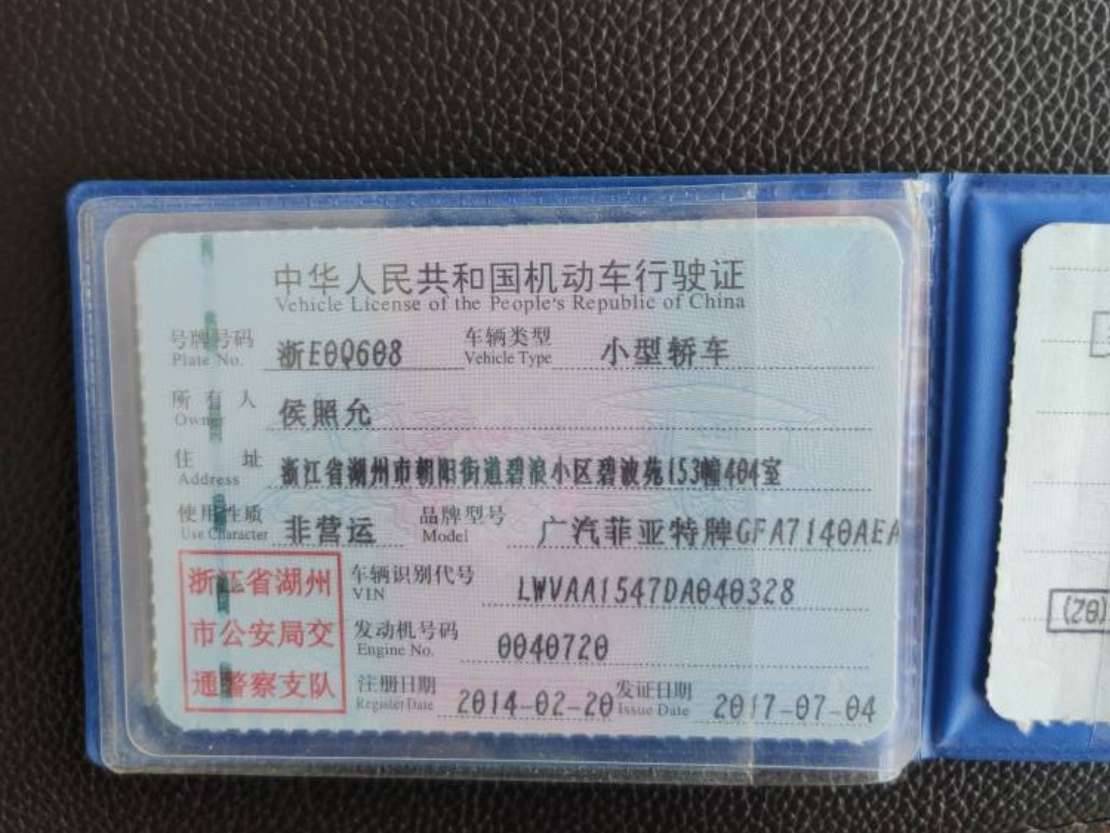 中华人民共和国机动车行驶证
Vehicle License of the People's Republic of China
号牌号码 浙E0Q608 车辆类型 小型轿车
Plate No. Vehicle Type
所有人 侯照允
Owner
住址 浙江省湖州市朝阳街道碧浪小区碧波苑153幢404室
Address
使用性质 非营运 品牌型号 广汽菲亚特牌GFA7140AEA
Use Character Model
浙江省湖州
市公安局交
通警察支队
车辆识别代号 LWVAA1547DA040328
VIN
发动机号码 0040720
Engine No.
注册日期 2014-02-20 发证日期 2017-07-04
Register Date Issue Date
(02)